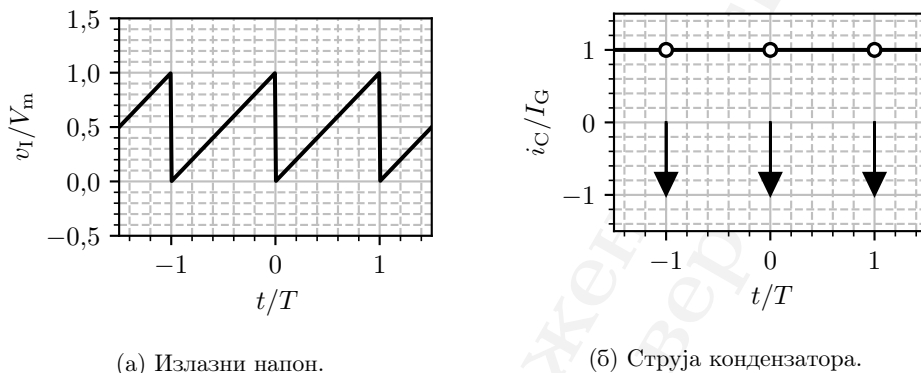 1,5
1,0
0,5
0,0
−0,5
v_I/V_m
−1
0
1
t/T
(а) Излазни напон.
1
0
−1
i_C/I_G
−1
0
1
t/T
(б) Струја кондензатора.